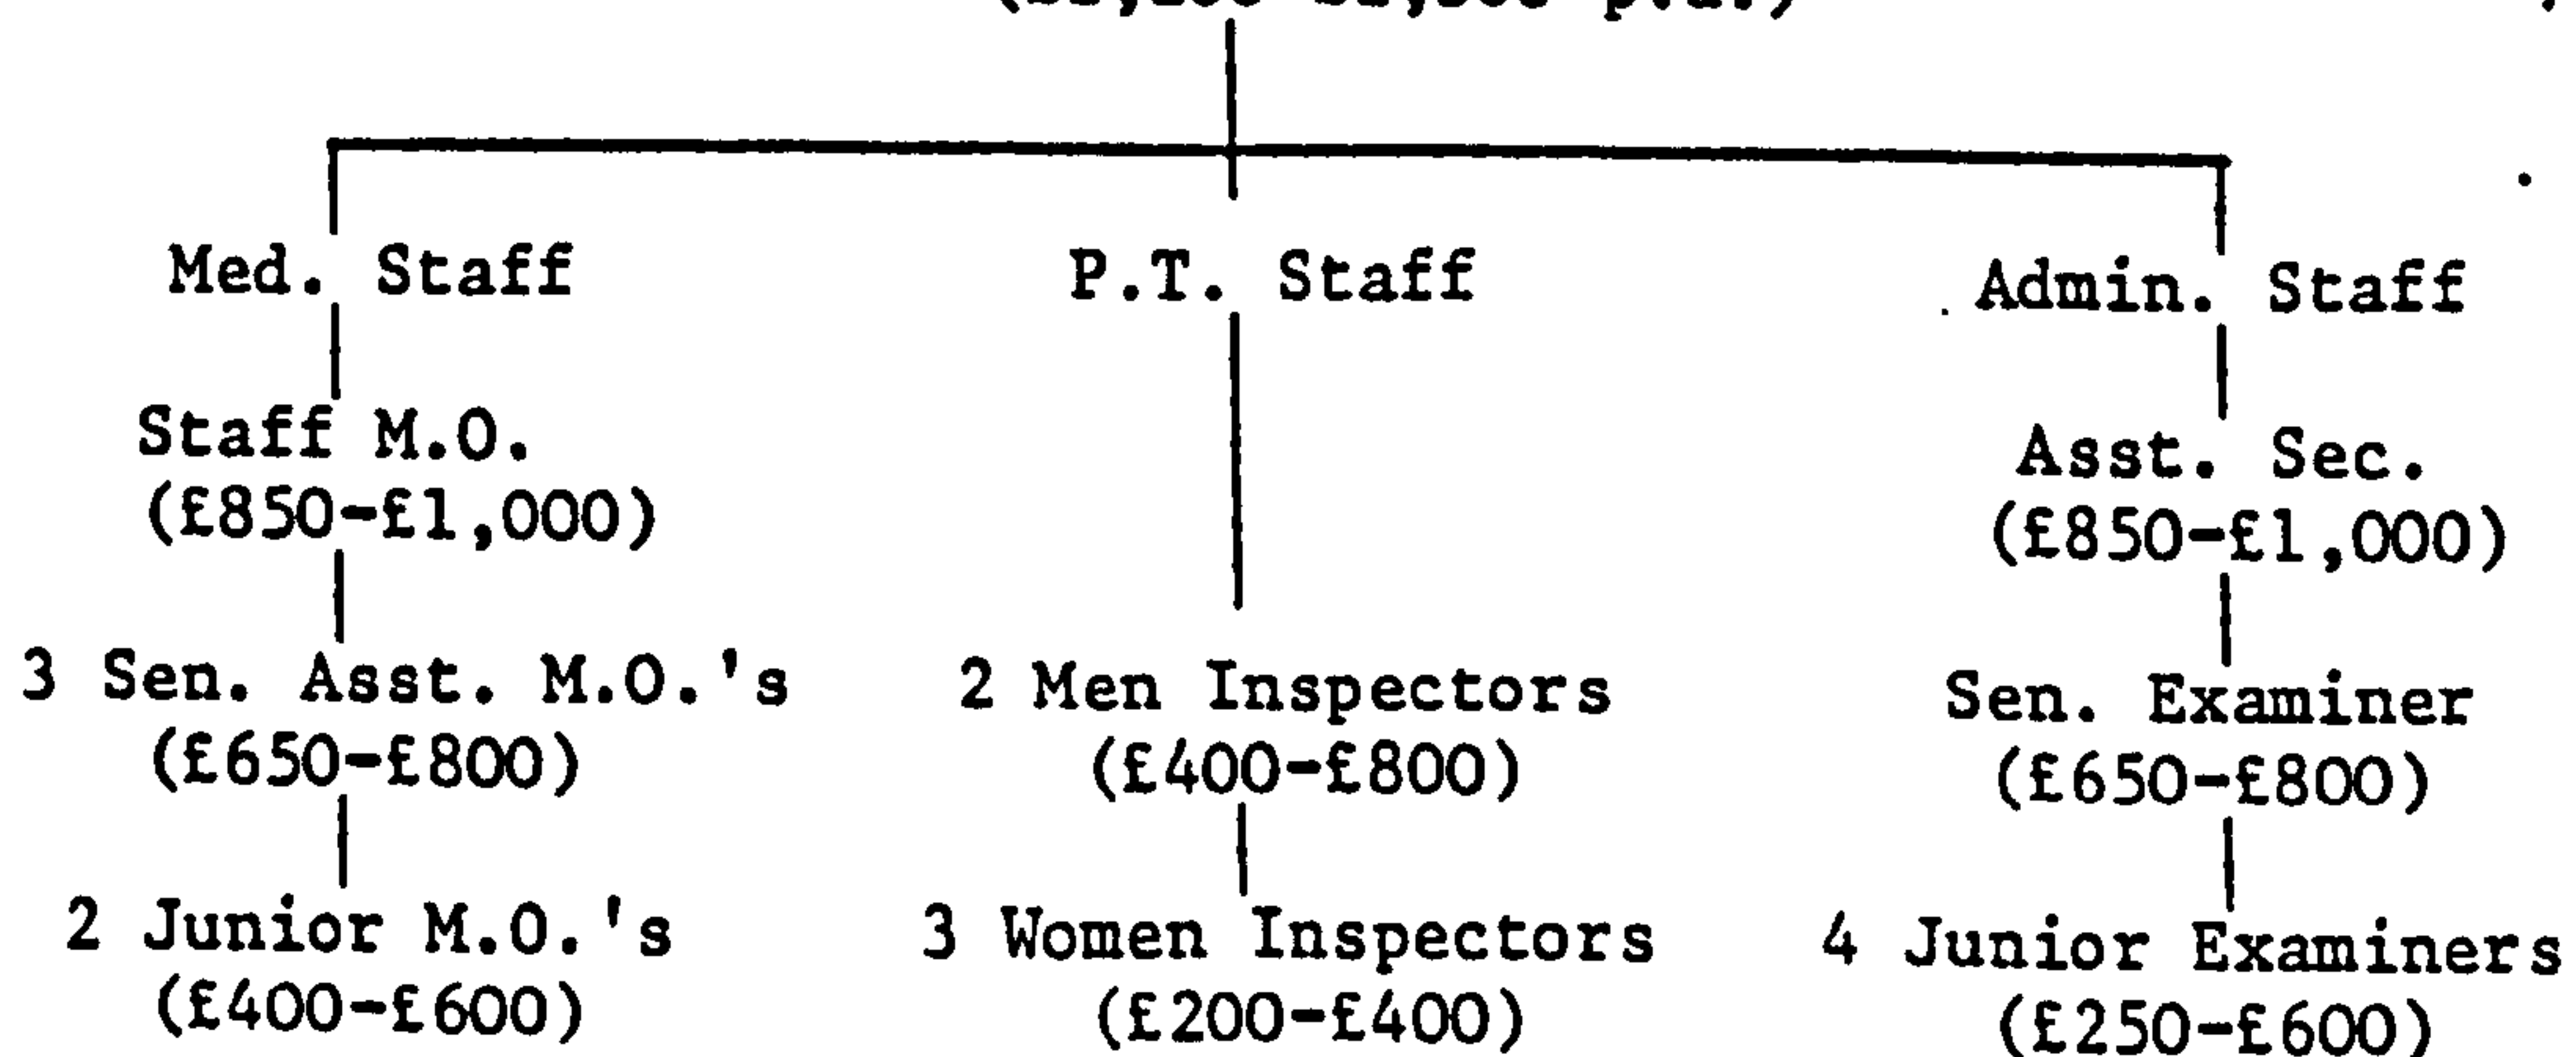 Med. Staff
Staff M.O.
(£850-£1,000)
3 Sen. Asst. M.O.'s
(£650-£800)
2 Junior M.O.'s
(£400-£600)
P.T. Staff
2 Men Inspectors
(£400-£800)
3 Women Inspectors
(£200-£400)
Admin. Staff
Asst. Sec.
(£850-£1,000)
Sen. Examiner
(£650-£800)
4 Junior Examiners
(£250-£600)